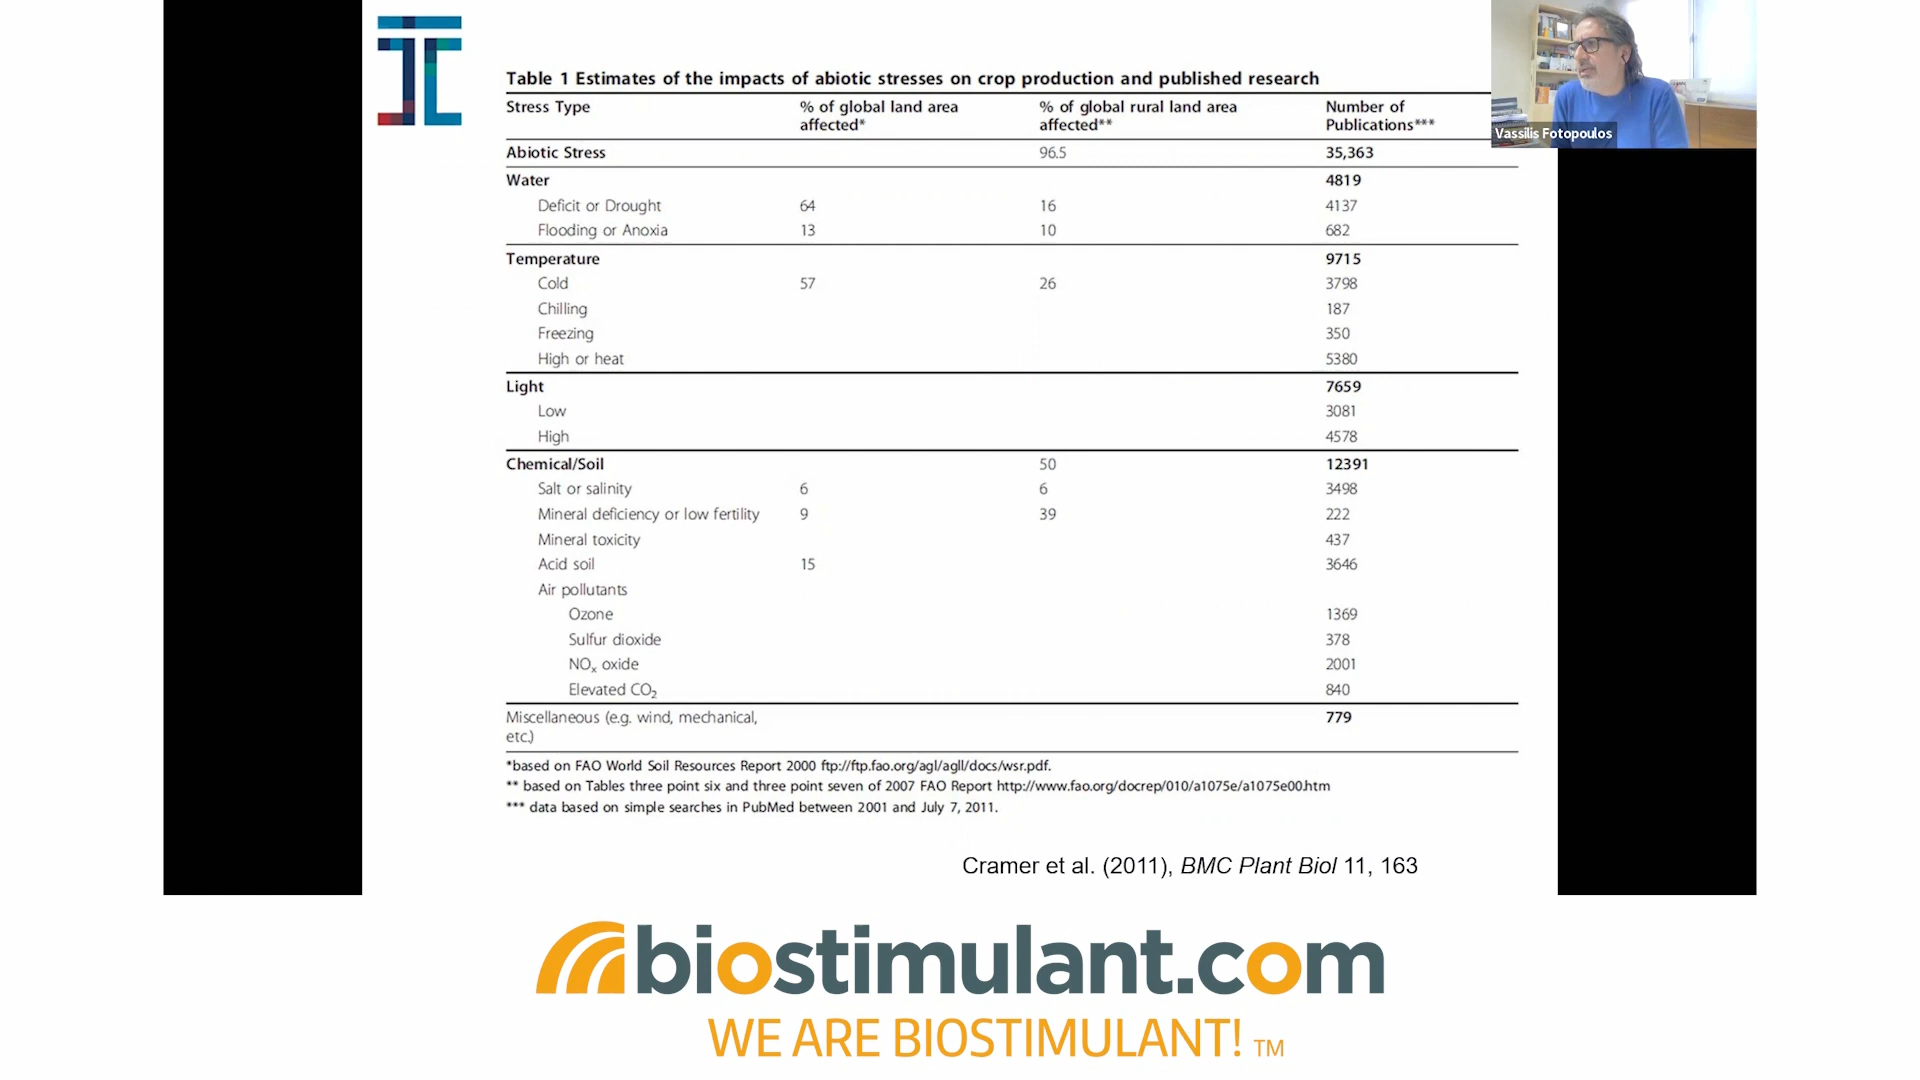 Table 1 Estimates of the impacts of abiotic stresses on crop production and published research
Stress Type % of global land area affected* % of global rural land area affected** Number of Publications***
Abiotic Stress 96.5 35,363
Water 4819
Deficit or Drought 64 16 4137
Flooding or Anoxia 13 10 682
Temperature 9715
Cold 57 26 3798
Chilling 187
Freezing 350
High or heat 5380
Light 7659
Low 3081
High 4578
Chemical/Soil 50 12391
Salt or salinity 6 6 3498
Mineral deficiency or low fertility 9 39 222
Mineral toxicity 437
Acid soil 15 3646
Air pollutants
Ozone 1369
Sulfur dioxide 378
NOx oxide 2001
Elevated CO2 840
Miscellaneous (e.g. wind, mechanical, 779
etc.)
*based on FAO World Soil Resources Report 2000 ftp://ftp.fao.org/agl/agll/docs/wsr.pdf.
** based on Tables three point six and three point seven of 2007 FAO Report http://www.fao.org/docrep/010/a1075e/a1075e00.htm
*** data based on simple searches in PubMed between 2001 and July 7, 2011.
Cramer et al. (2011), BMC Plant Biol 11, 163
Vassilis Fotopoulos
biostimulant.com
WE ARE BIOSTIMULANT! TM